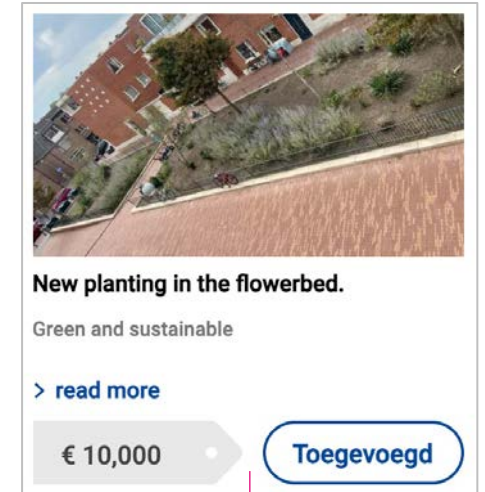 New planting in the flowerbed.
Green and sustainable
> read more
€ 10,000
Toegevoegd